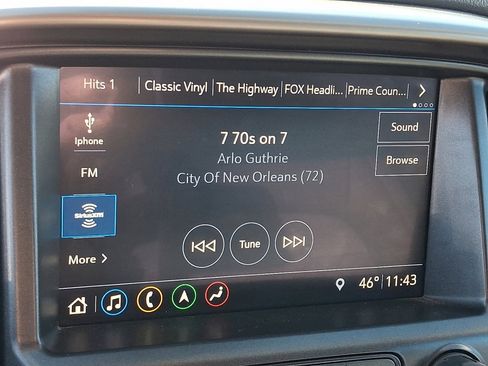 Hits 1 Classic Vinyl The Highway FOX Headli... Prime Coun...
Iphone
FM
SiriusXM
More
7 70s on 7
Arlo Guthrie
City Of New Orleans (72)
Tune
Sound
Browse
46° 11:43